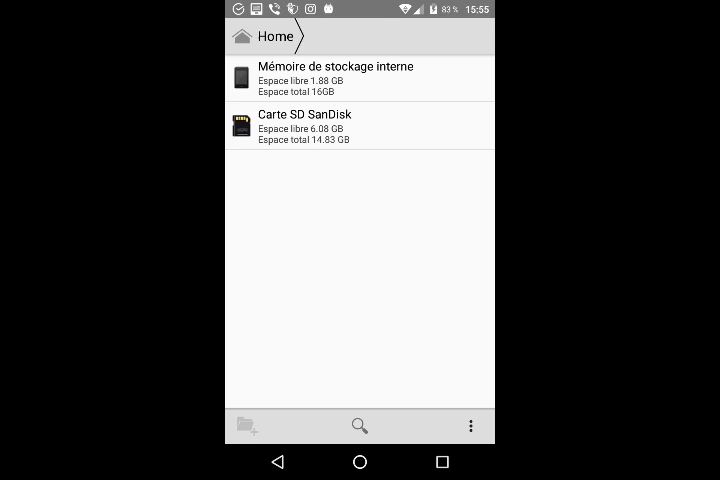 83 % 15:55
Home
Mémoire de stockage interne
Espace libre 1.88 GB
Espace total 16GB
Carte SD SanDisk
Espace libre 6.08 GB
Espace total 14.83 GB